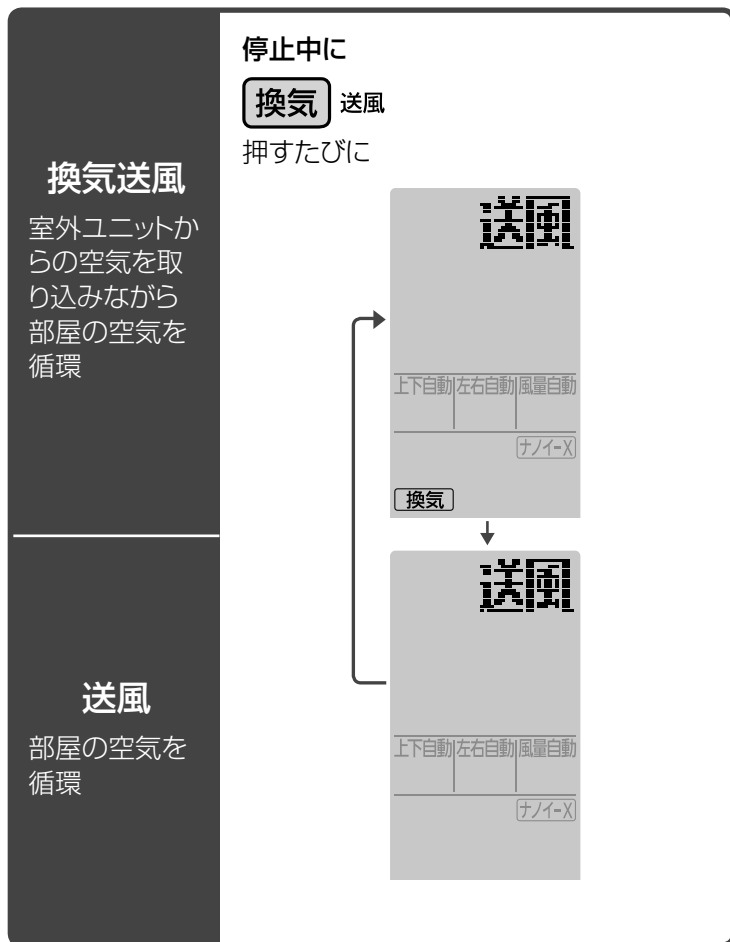 換気送風
室外ユニットか
らの空気を取
り込みながら
部屋の空気を
循環
停止中に
換気 送風
押すたびに
送風
上下自動 左右自動 風量自動
ナノイーX
換気
送風
部屋の空気を
循環
送風
上下自動 左右自動 風量自動
ナノイーX